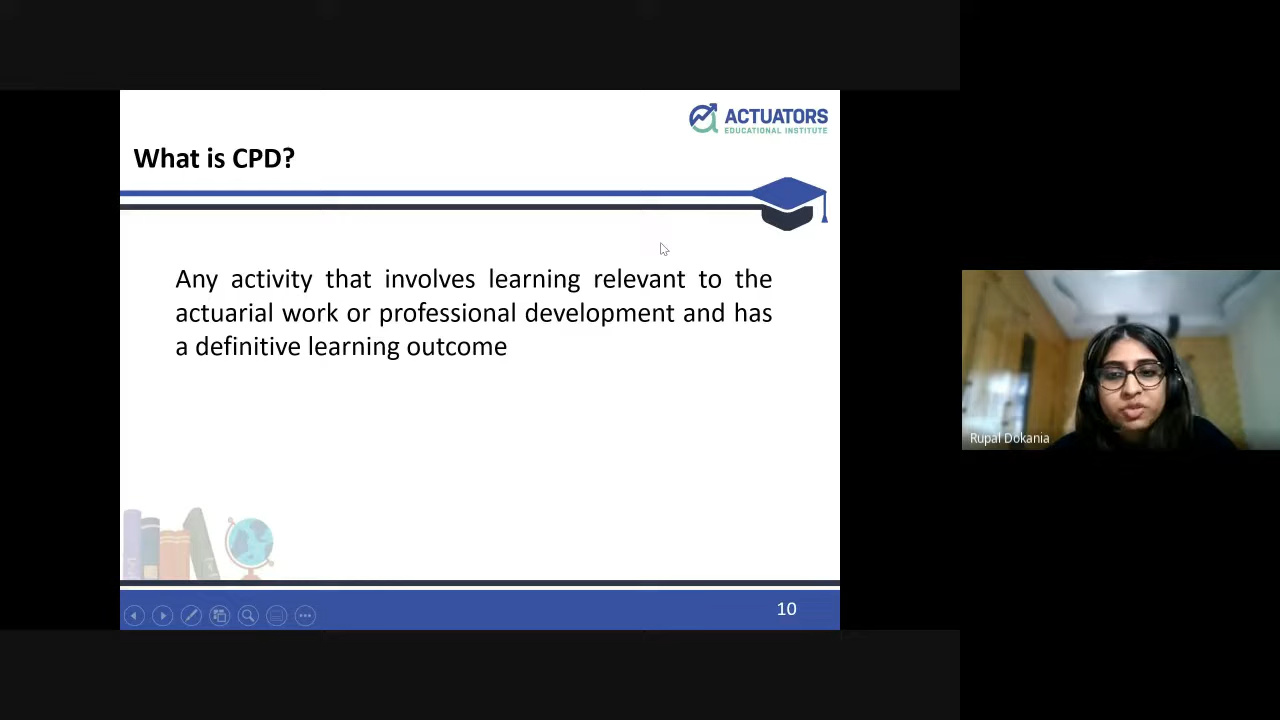 ACTUATORS
EDUCATIONAL INSTITUTE
What is CPD?
Any activity that involves learning relevant to the
actuarial work or professional development and has
a definitive learning outcome
Rupal Dokania
10